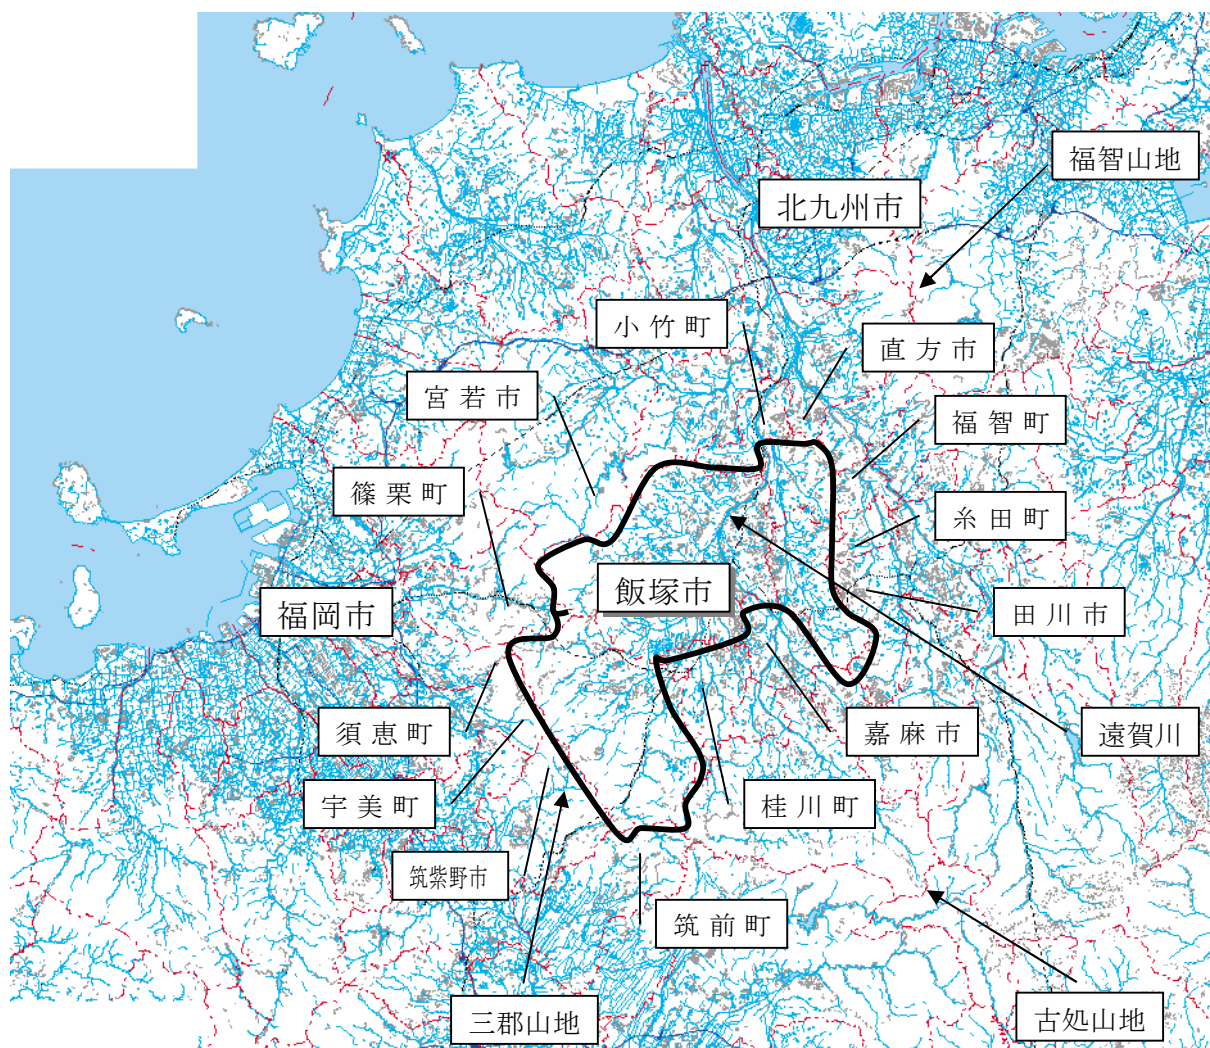 福智山地
北九州市
小竹町
直方市
宮若市
福智町
篠栗町
糸田町
飯塚市
福岡市
田川市
須恵町
嘉麻市
遠賀川
宇美町
桂川町
筑紫野市
筑前町
三郡山地
古処山地